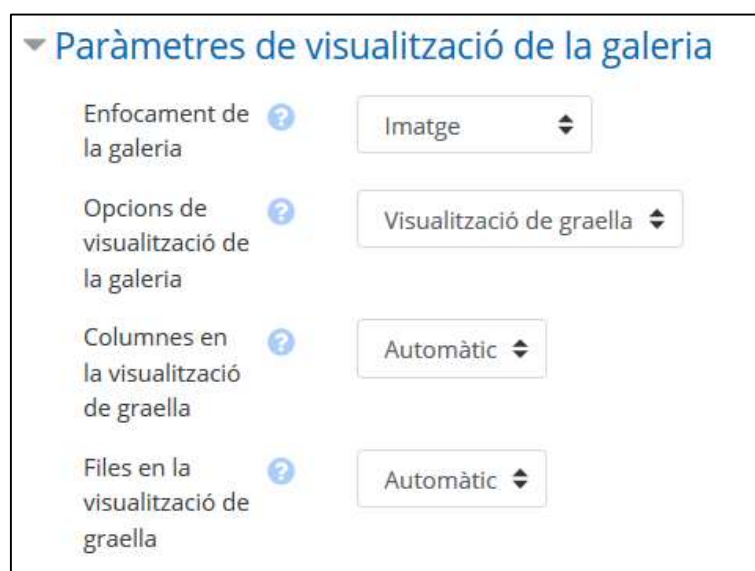 Paràmetres de visualització de la galeria
Enfocament de
la galeria
Imatge
Opcions de
visualització de
la galeria
Visualització de graella
Columnes en
la visualització
de graella
Automàtic
Files en la
visualització de
graella
Automàtic